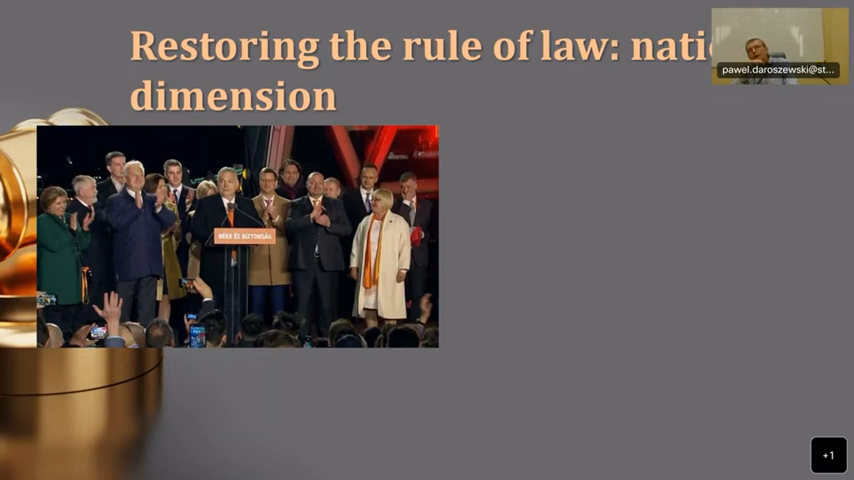 Restoring the rule of law: natio
dimension
pawel.daroszewski@st...
BÉKE ÉS BIZTONSÁG
+1